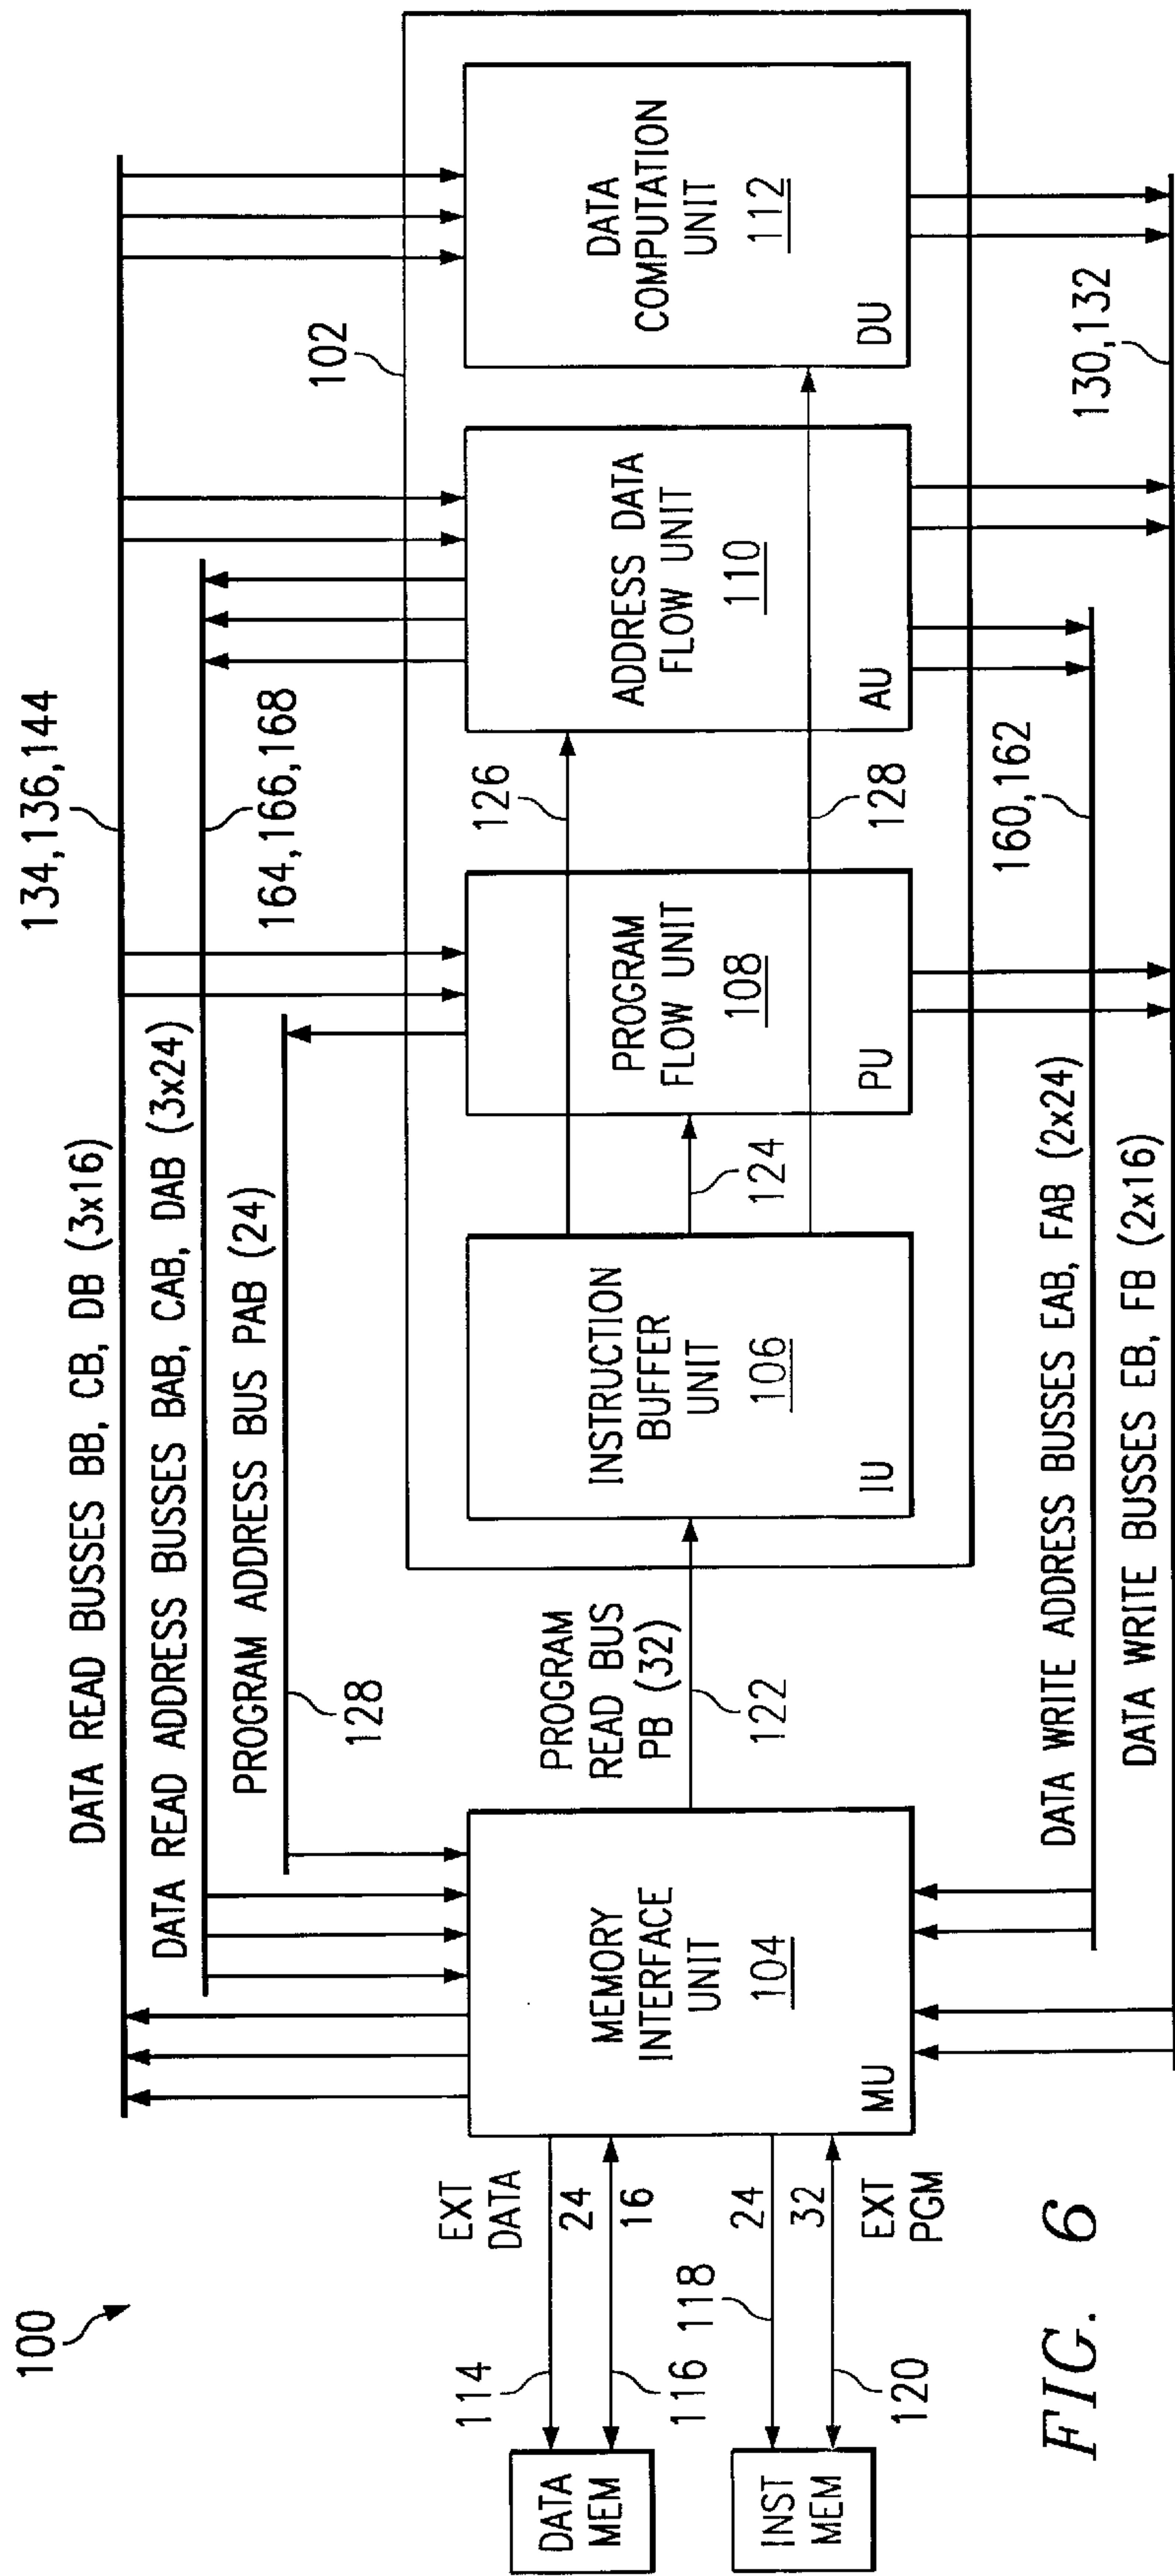 100
134,136,144
DATA READ BUSSES BB, CB, DB (3x16)
DATA READ ADDRESS BUSSES BAB, CAB, DAB (3x24)
164,166,168
PROGRAM ADDRESS BUS PAB (24)
128
102
EXT
DATA
24
16
24
32
EXT
PGM
114
116
118
120
DATA
MEM
INST
MEM
MEMORY
INTERFACE
UNIT
104
MU
PROGRAM
READ BUS
PB (32)
122
INSTRUCTION
BUFFER
UNIT
106
IU
124
126
128
PROGRAM
FLOW UNIT
108
PU
ADDRESS DATA
FLOW UNIT
110
AU
DATA
COMPUTATION
UNIT
112
DU
160,162
130,132
DATA WRITE ADDRESS BUSSES EAB, FAB (2x24)
DATA WRITE BUSSES EB, FB (2x16)
FIG. 6